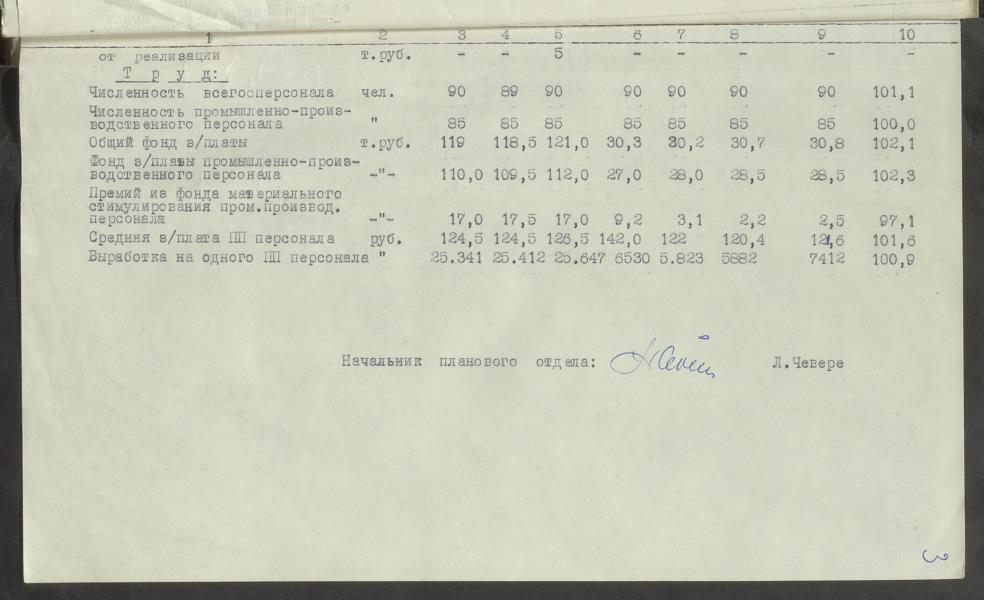 1 2 3 4 5 6 7 8 9 10
от реализации т.руб. – – 5 – – – – –
Т р у д:
Численность всегосперсонала чел. 90 89 90 90 90 90 90 101,1
Численность промышленно-произ-
водственного персонала " 85 85 85 85 85 85 85 100,0
Общий фонд з/платы т.руб. 119 118,5 121,0 30,3 30,2 30,7 30,8 102,1
Фонд з/платы промышленно-произ-
водственного персонала –"– 110,0 109,5 112,0 27,0 28,0 28,5 28,5 102,3
Премий из фонда материального
стимулирования пром.производ.
персонала –"– 17,0 17,5 17,0 9,2 3,1 2,2 2,5 97,1
Средняя з/плата ПП персонала руб. 124,5 124,5 126,5 142,0 122 120,4 121,6 101,6
Выработка на одного ПП персонала " 25.341 25.412 25.647 6530 5.823 5882 7412 100,9
Начальник планового отдела: Л.Чевере